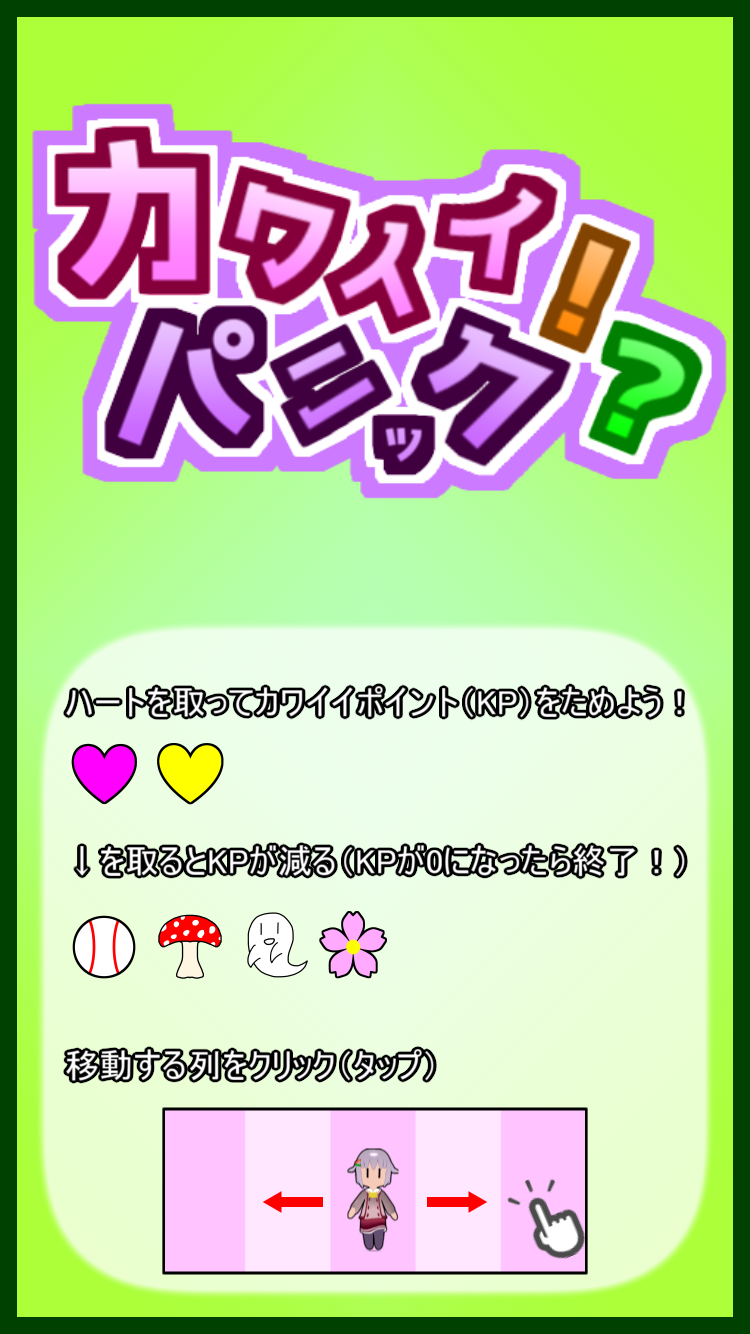 カワイイ！？
パニック
ハートを取ってカワイイポイント（KP）をためよう！
↓を取るとKPが減る（KPが0になったら終了！）
移動する列をクリック（タップ）